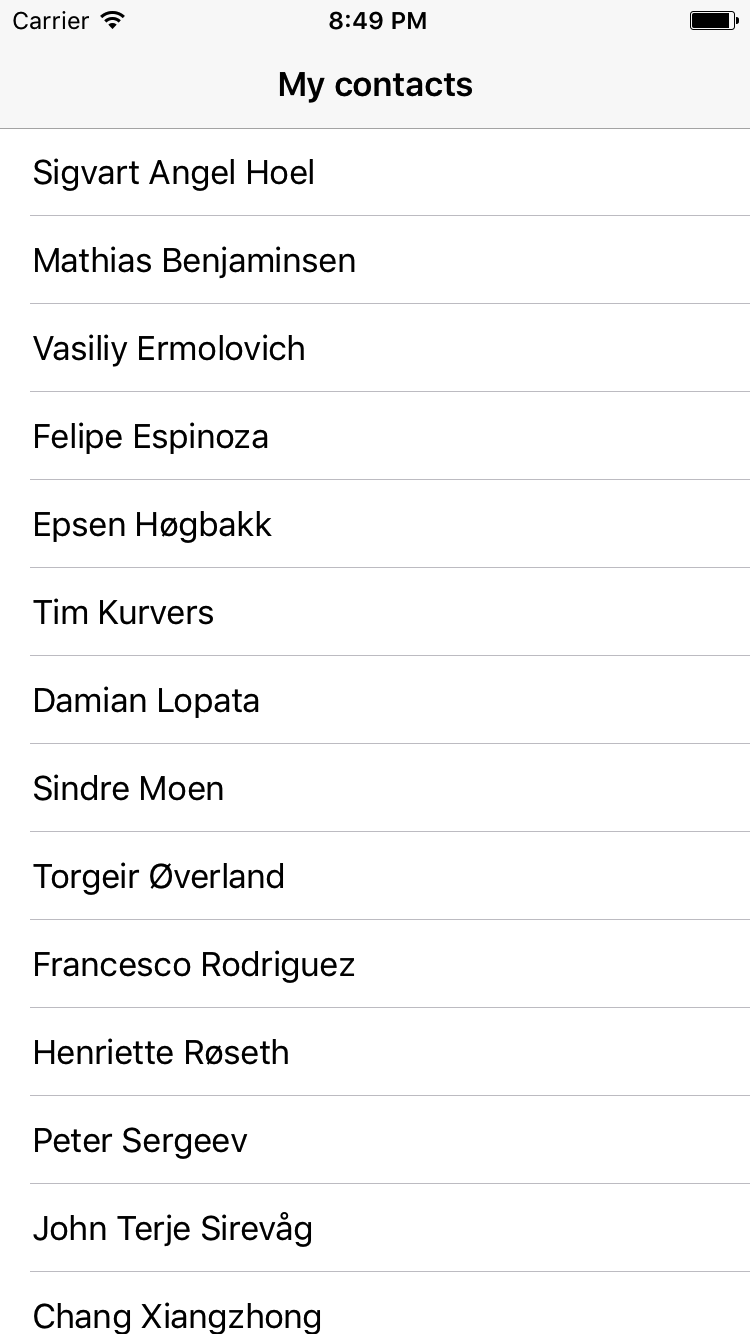 Carrier 8:49 PM
My contacts
Sigvart Angel Hoel
Mathias Benjaminsen
Vasiliy Ermolovich
Felipe Espinoza
Epsen Høgbakk
Tim Kurvers
Damian Lopata
Sindre Moen
Torgeir Øverland
Francesco Rodriguez
Henriette Røseth
Peter Sergeev
John Terje Sirevåg
Chang Xiangzhong